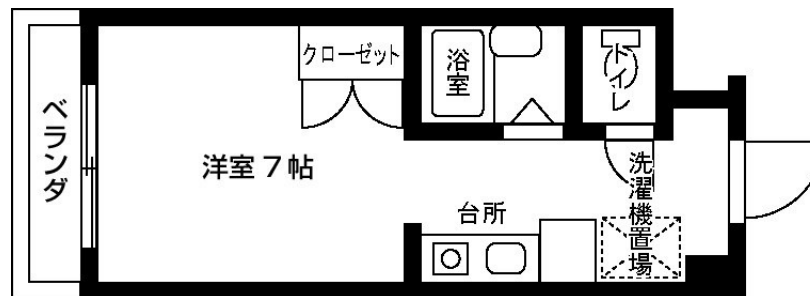 ベランダ
洋室7帖
クローゼット
浴室
トイレ
台所
洗濯機置場